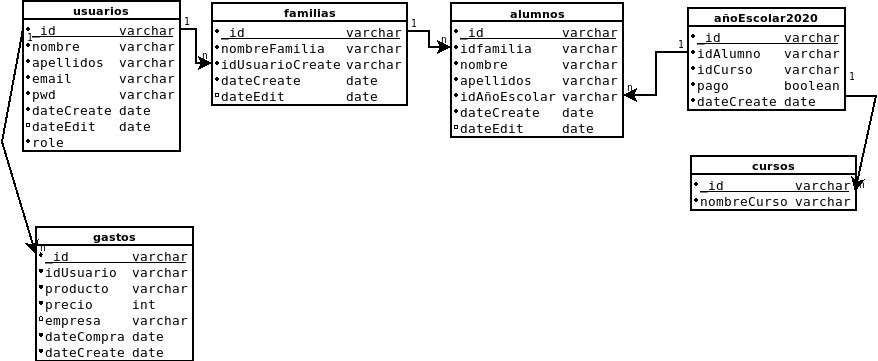 usuarios
_id varchar
nombre varchar
apellidos varchar
email varchar
pwd varchar
dateCreate date
dateEdit date
role
1
1
n
familias
_id varchar
nombreFamilia varchar
idUsuarioCreate varchar
dateCreate date
dateEdit date
1
n
alumnos
_id varchar
idfamilia varchar
nombre varchar
apellidos varchar
idAñoEscolar varchar
dateCreate date
dateEdit date
n
1
añoEscolar2020
_id varchar
idAlumno varchar
idCurso varchar
pago boolean
dateCreate date
1
n
cursos
_id varchar
nombreCurso varchar
gastos
n
_id varchar
idUsuario varchar
producto varchar
precio int
empresa varchar
dateCompra date
dateCreate date